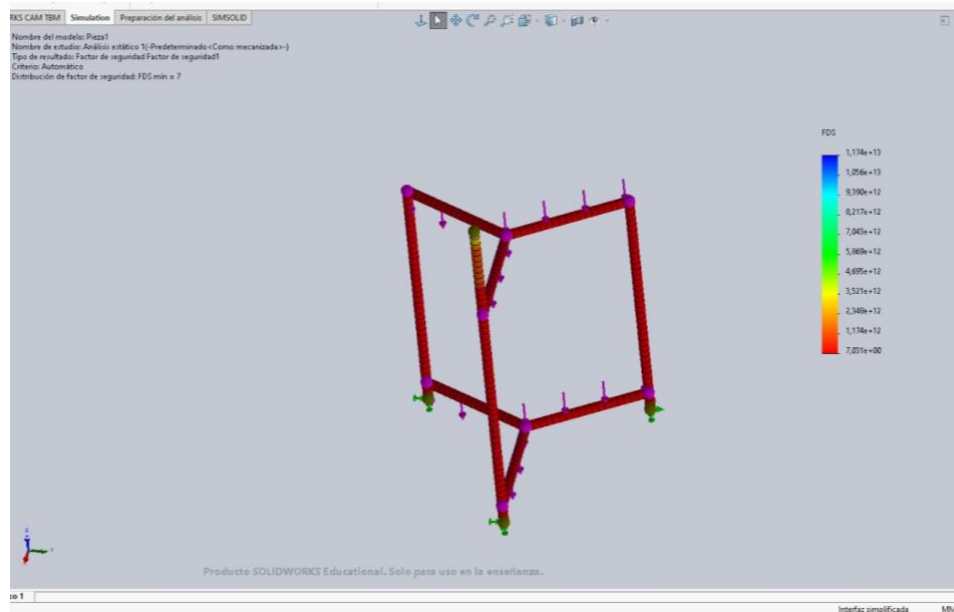 RKS CAM TBM Simulation Preparación del análisis SIMSOLID
Nombre del modelo: Pieza1
Nombre de estudio: Análisis estático 1(-Predeterminado<Como mecanizada>-)
Tipo de resultado: Factor de seguridad Factor de seguridad1
Criterio: Automático
Distribución de factor de seguridad: FDS mín = 7
FDS
1,174e+13
1,056e+13
9,390e+12
8,217e+12
7,043e+12
5,869e+12
4,695e+12
3,521e+12
2,348e+12
1,174e+12
7,031e+00
Producto SOLIDWORKS Educational. Solo para uso en la enseñanza.
co 1
Interfaz simplificada MM